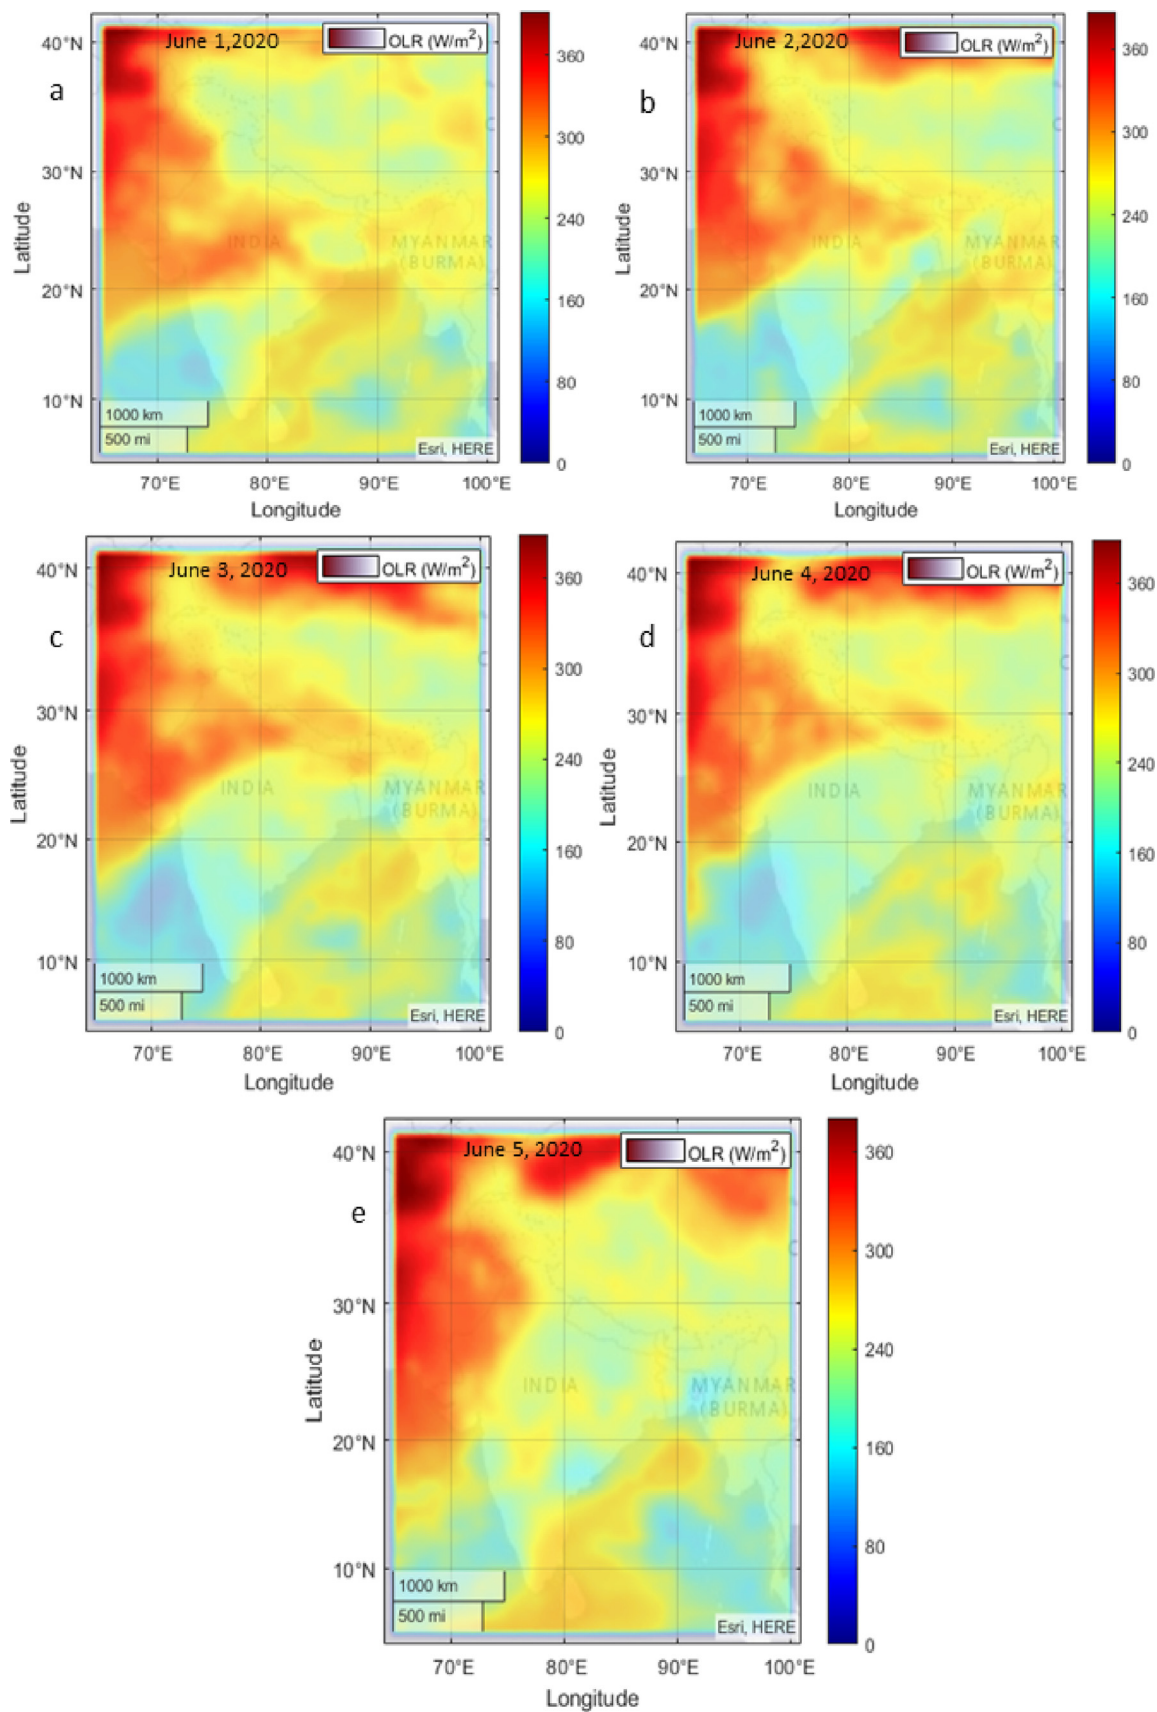 June 1,2020
OLR (W/m2)
a
40°N
30°N
20°N
10°N
Latitude
INDIA
MYANMAR
(BURMA)
1000 km
500 mi
Esri, HERE
70°E 80°E 90°E 100°E
Longitude
360
300
240
160
80
0
June 2,2020
OLR (W/m2)
b
40°N
30°N
20°N
10°N
Latitude
INDIA
MYANMAR
(BURMA)
1000 km
500 mi
Esri, HERE
70°E 80°E 90°E 100°E
Longitude
360
300
240
160
80
0
June 3, 2020
OLR (W/m2)
c
40°N
30°N
20°N
10°N
Latitude
INDIA
MYANMAR
(BURMA)
1000 km
500 mi
Esri, HERE
70°E 80°E 90°E 100°E
Longitude
360
300
240
160
80
0
June 4, 2020
OLR (W/m2)
d
40°N
30°N
20°N
10°N
Latitude
INDIA
MYANMAR
(BURMA)
1000 km
500 mi
Esri, HERE
70°E 80°E 90°E 100°E
Longitude
360
300
240
160
80
0
June 5, 2020
OLR (W/m2)
e
40°N
30°N
20°N
10°N
Latitude
INDIA
MYANMAR
(BURMA)
1000 km
500 mi
Esri, HERE
70°E 80°E 90°E 100°E
Longitude
360
300
240
160
80
0